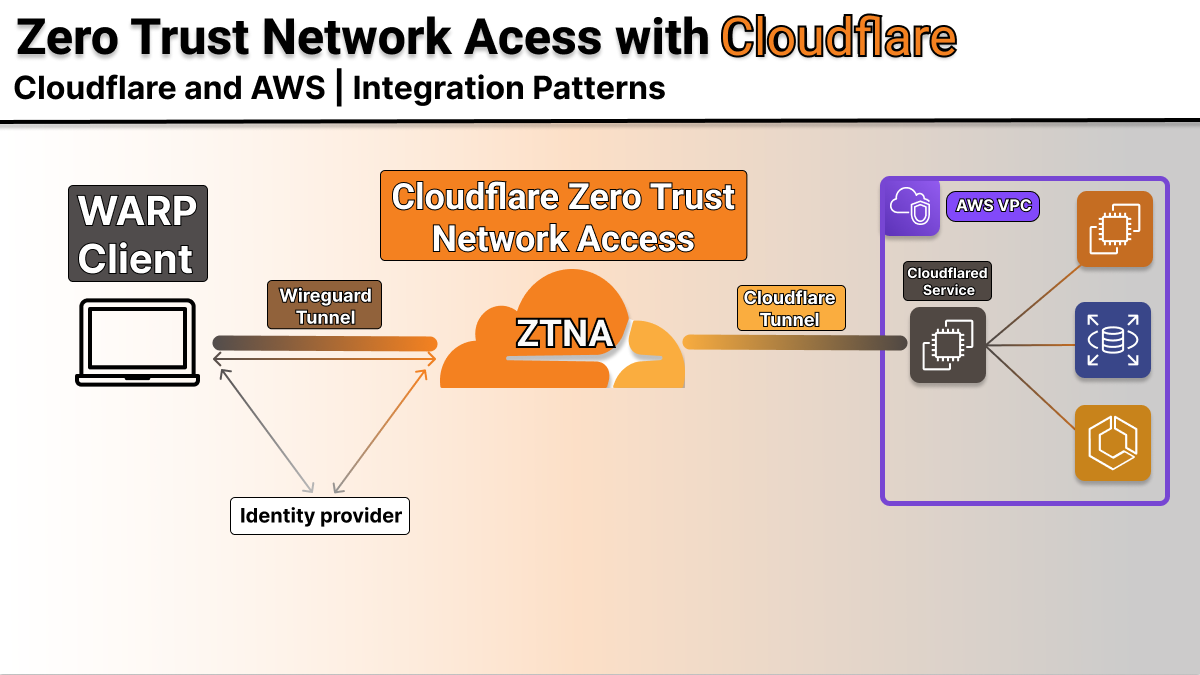 Zero Trust Network Acess with Cloudflare
Cloudflare and AWS | Integration Patterns
WARP
Client
Cloudflare Zero Trust
Network Access
AWS VPC
Cloudflared
Service
Wireguard
Tunnel
Cloudflare
Tunnel
ZTNA
Identity provider